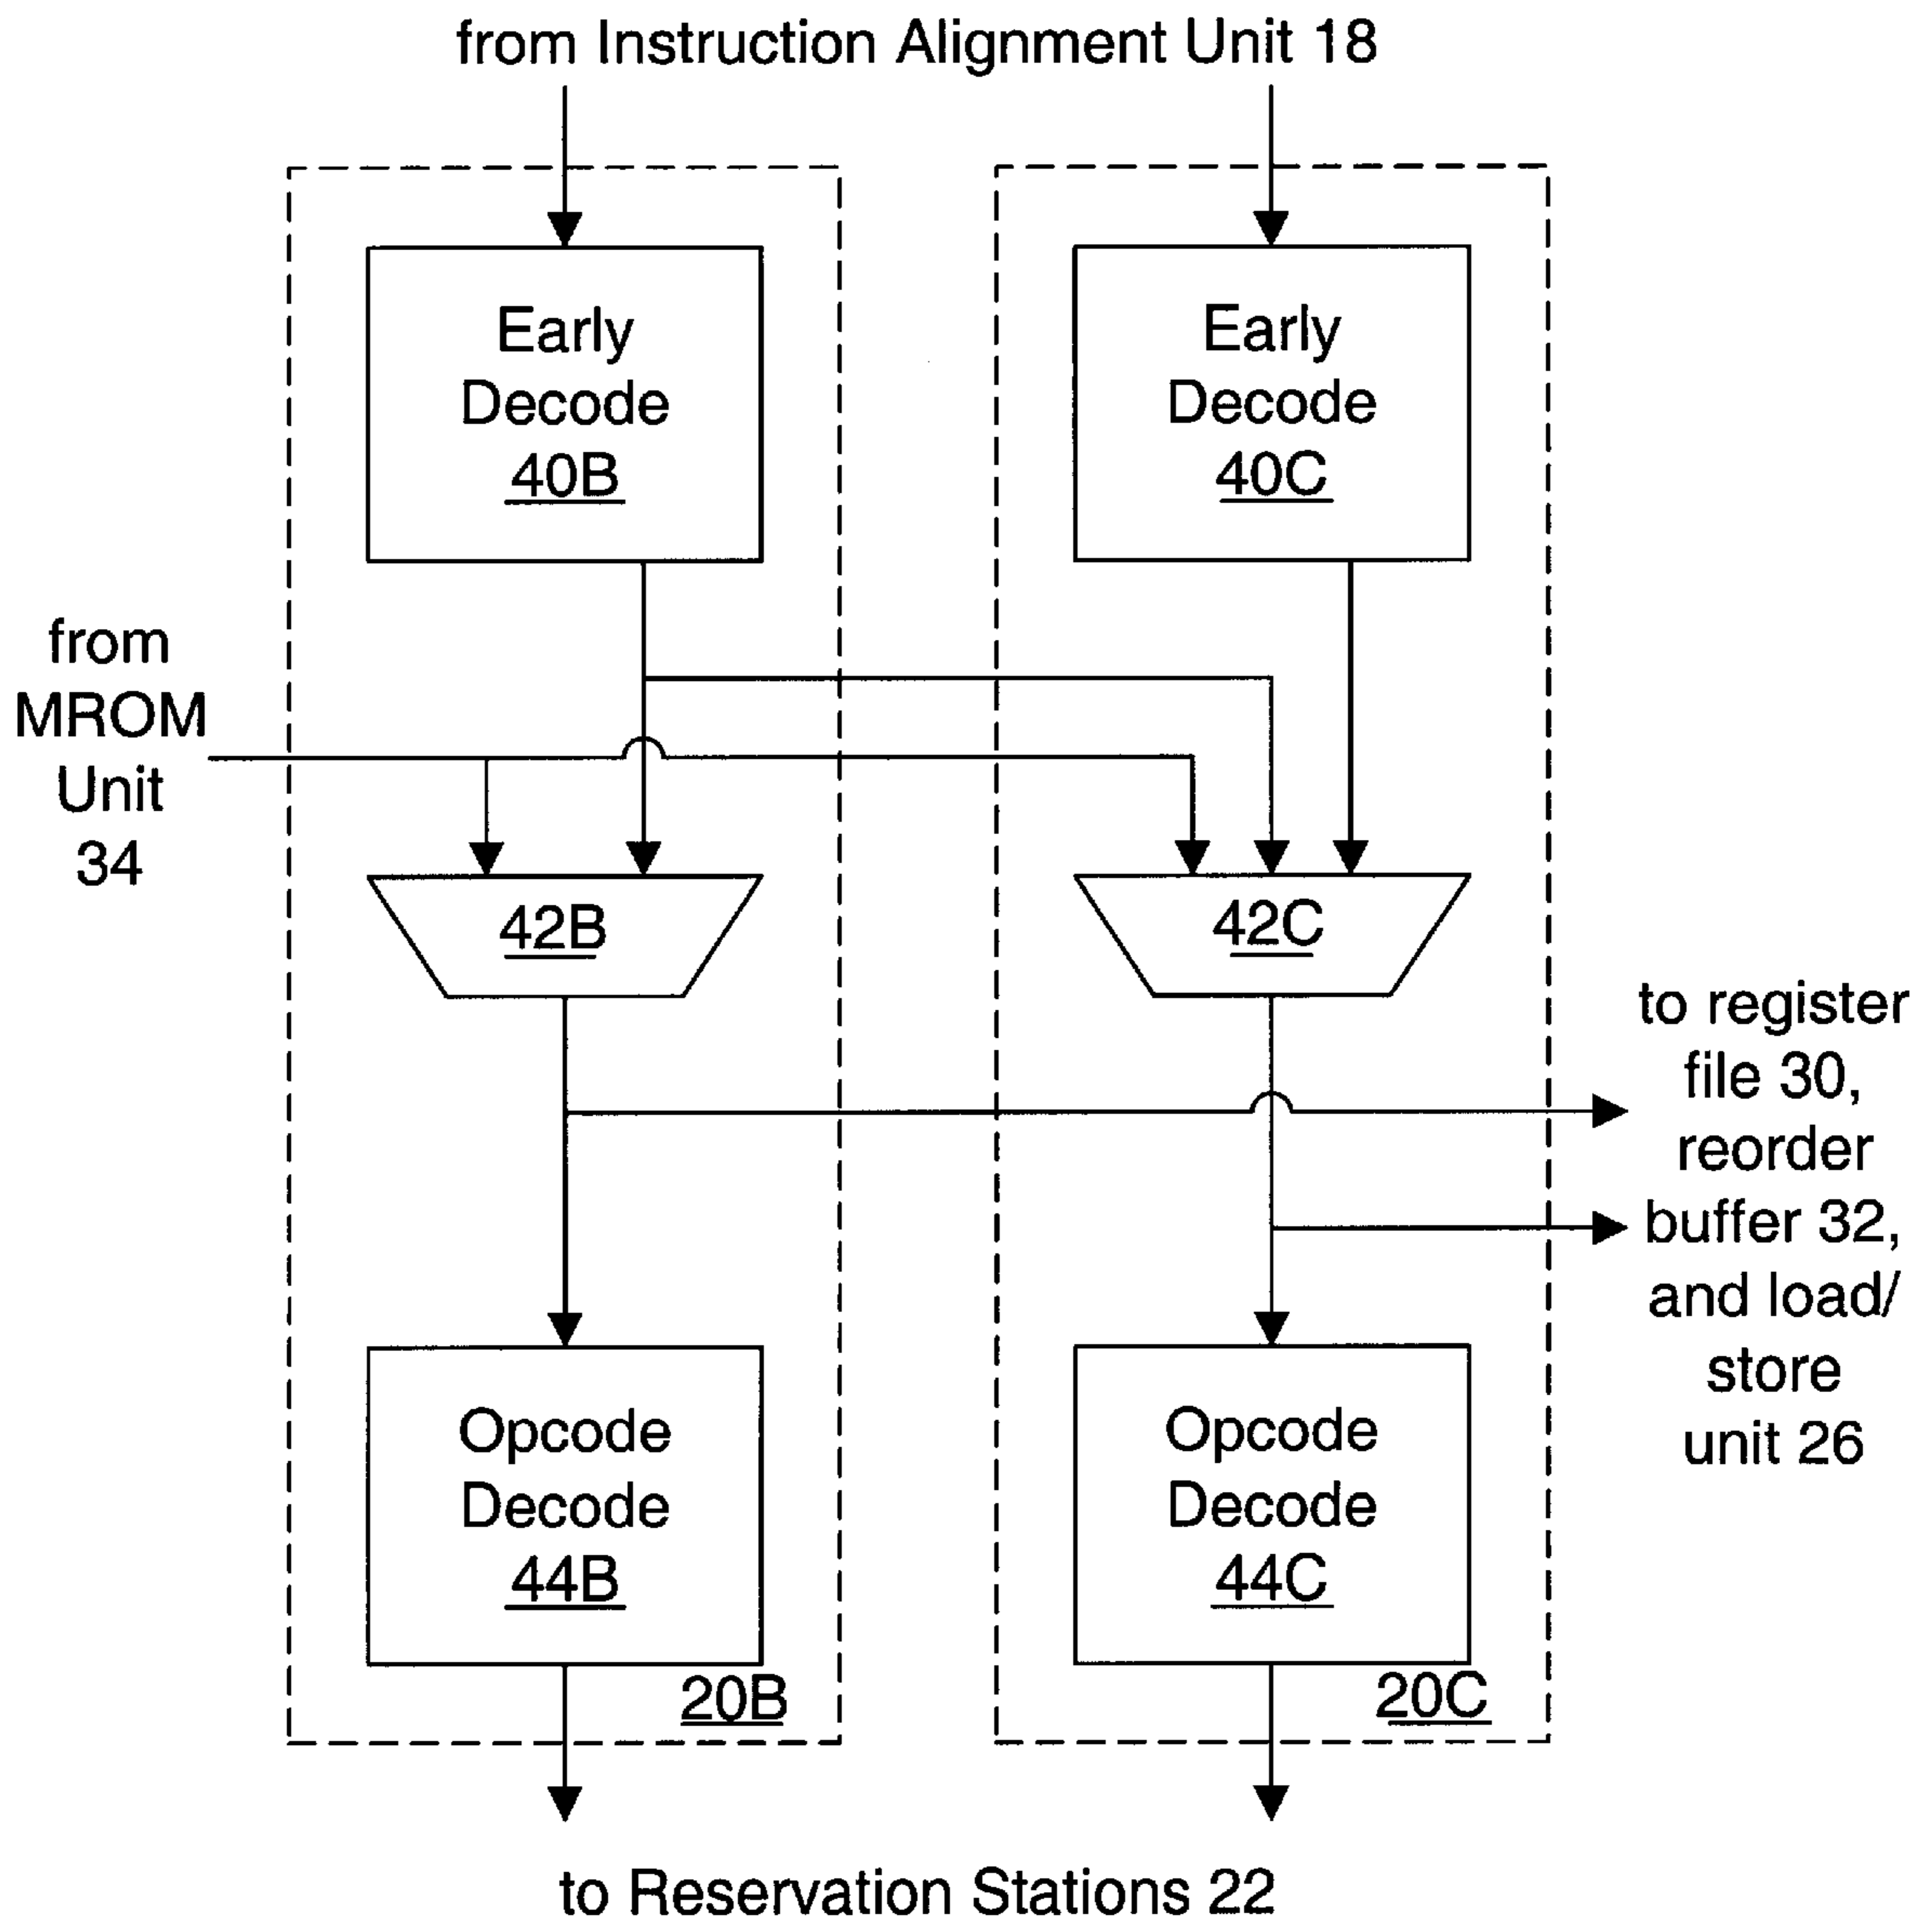 from Instruction Alignment Unit 18
Early
Decode
40B
Early
Decode
40C
from
MROM
Unit
34
42B
42C
to register
file 30,
reorder
buffer 32,
and load/
store
unit 26
Opcode
Decode
44B
20B
Opcode
Decode
44C
20C
to Reservation Stations 22